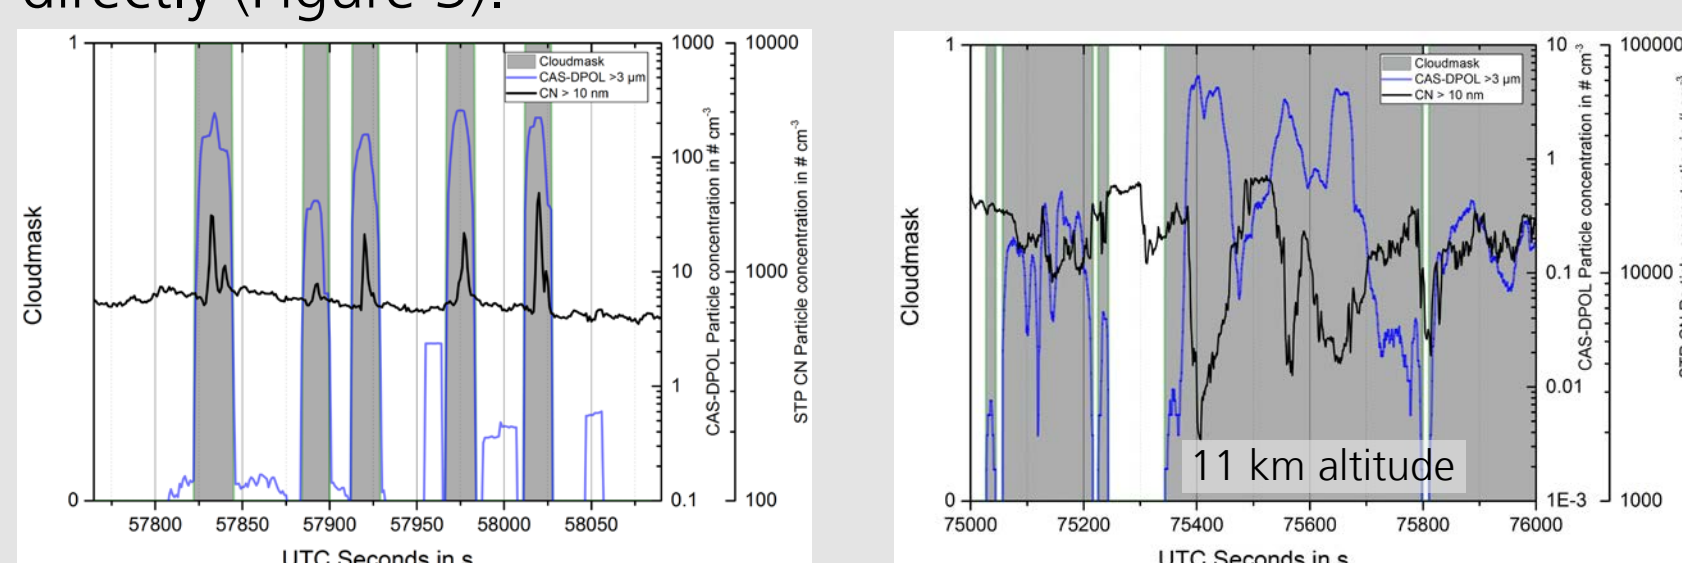 directly (Figure 3).
1
0
Cloudmask
Cloudmask
CAS-DPOL >3 µm
CN > 10 nm
57800 57850 57900 57950 58000 58050
UTC Seconds in s
1000
100
10
1
0.1
CAS-DPOL Particle concentration in # cm-3
10000
1000
100
STP CN Particle concentration in # cm-3
1
0
Cloudmask
Cloudmask
CAS-DPOL >3 µm
CN > 10 nm
11 km altitude
75000 75200 75400 75600 75800 76000
UTC Seconds in s
10
1
0.1
0.01
1E-3
CAS-DPOL Particle concentration in # cm-3
100000
10000
1000